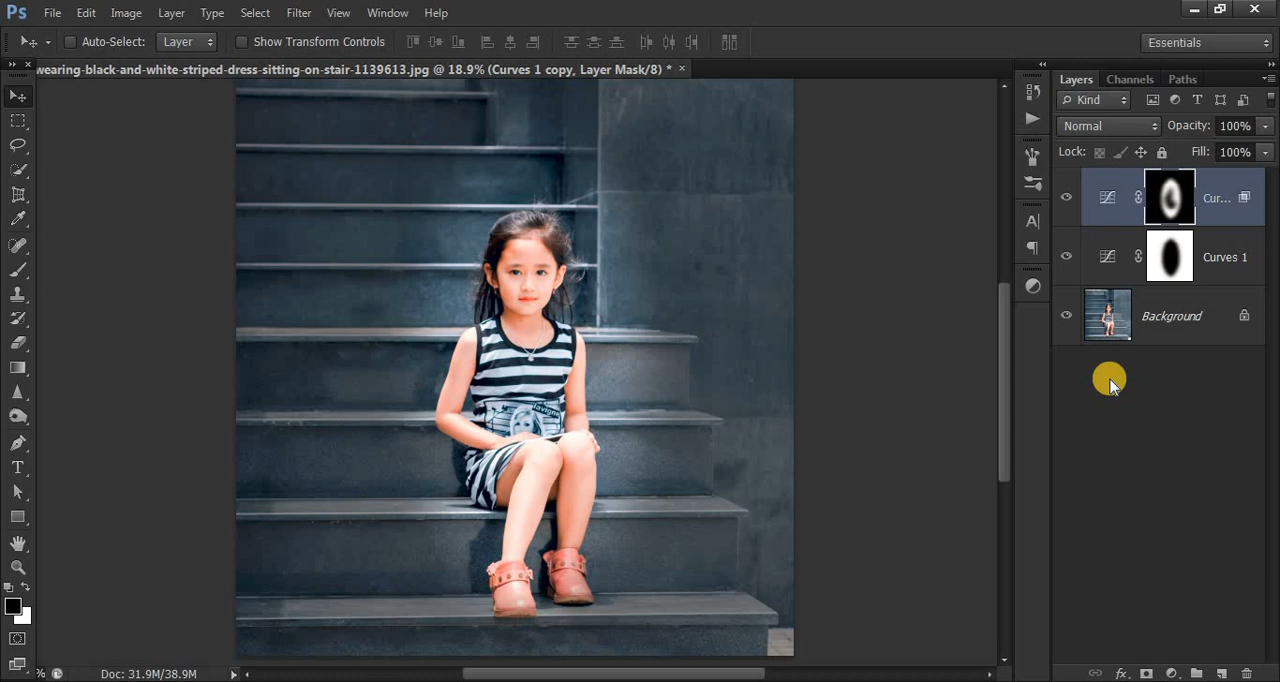 Ps File Edit Image Layer Type Select Filter View Window Help
Auto-Select: Layer Show Transform Controls Essentials
wearing-black-and-white-striped-dress-sitting-on-stair-1139613.jpg @ 18.9% (Curves 1 copy, Layer Mask/8) * ×
Layers Channels Paths
Kind T
Normal Opacity: 100%
Lock: Fill: 100%
Cur...
A
Curves 1
Background
lavigne
T
% Doc: 31.9M/38.9M
fx